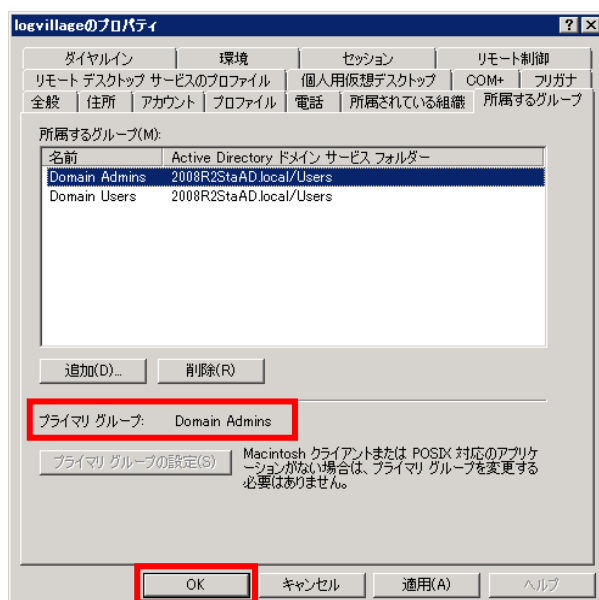 logvillageのプロパティ
ダイヤルイン 環境 セッション リモート制御
リモート デスクトップ サービスのプロファイル 個人用仮想デスクトップ COM+ フリガナ
全般 住所 アカウント プロファイル 電話 所属されている組織 所属するグループ
所属するグループ(M):
名前 Active Directory ドメイン サービス フォルダー
Domain Admins 2008R2StaAD.local/Users
Domain Users 2008R2StaAD.local/Users
追加(D)... 削除(R)
プライマリ グループ: Domain Admins
プライマリ グループの設定(S)
Macintosh クライアントまたは POSIX 対応のアプリケ
ーションがない場合は、プライマリ グループを変更する
必要はありません。
OK キャンセル 適用(A) ヘルプ